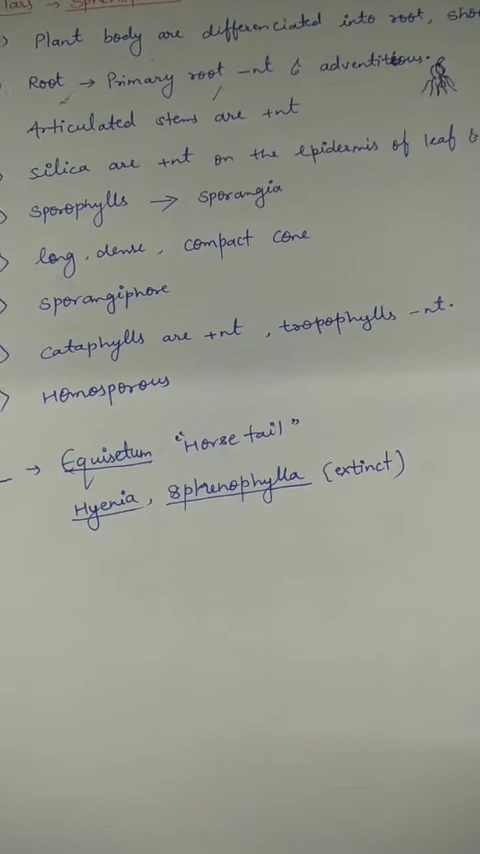 Plant body are differenciated into root,
Root → Primary root -nt & adventitious.
Articulated stems are +nt
Silica are +nt on the epidermis of leaf &
Sporophylls → sporangia
long, dense, compact cone
Sporangiphore
Cataphylls are +nt, tropophylls -nt.
Homosporous
→ Equisetum "Horse tail"
Hyenia, Sphenophylla (extinct)